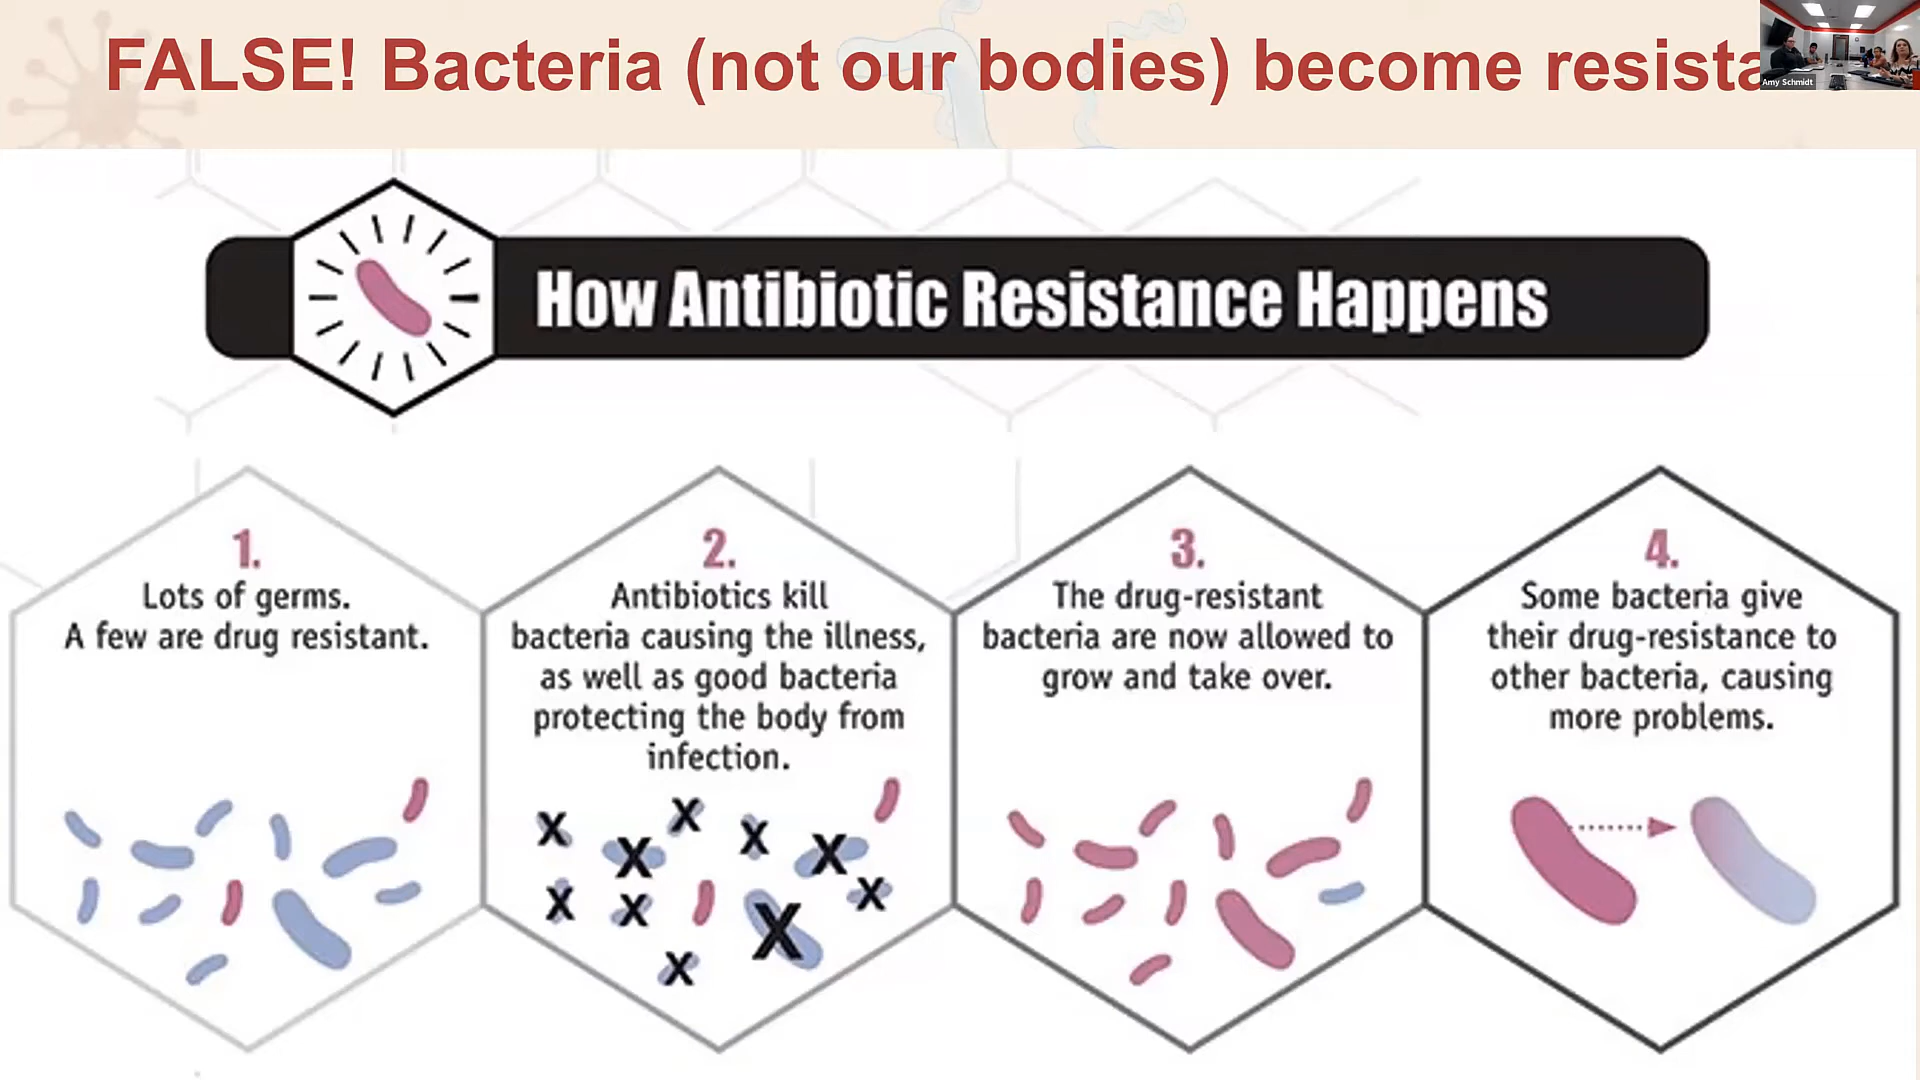 FALSE! Bacteria (not our bodies) become resista
Amy Schmidt
How Antibiotic Resistance Happens
1.
Lots of germs.
A few are drug resistant.
2.
Antibiotics kill
bacteria causing the illness,
as well as good bacteria
protecting the body from
infection.
X
X
X
X
X
X
X
X
X
X
3.
The drug-resistant
bacteria are now allowed to
grow and take over.
4.
Some bacteria give
their drug-resistance to
other bacteria, causing
more problems.